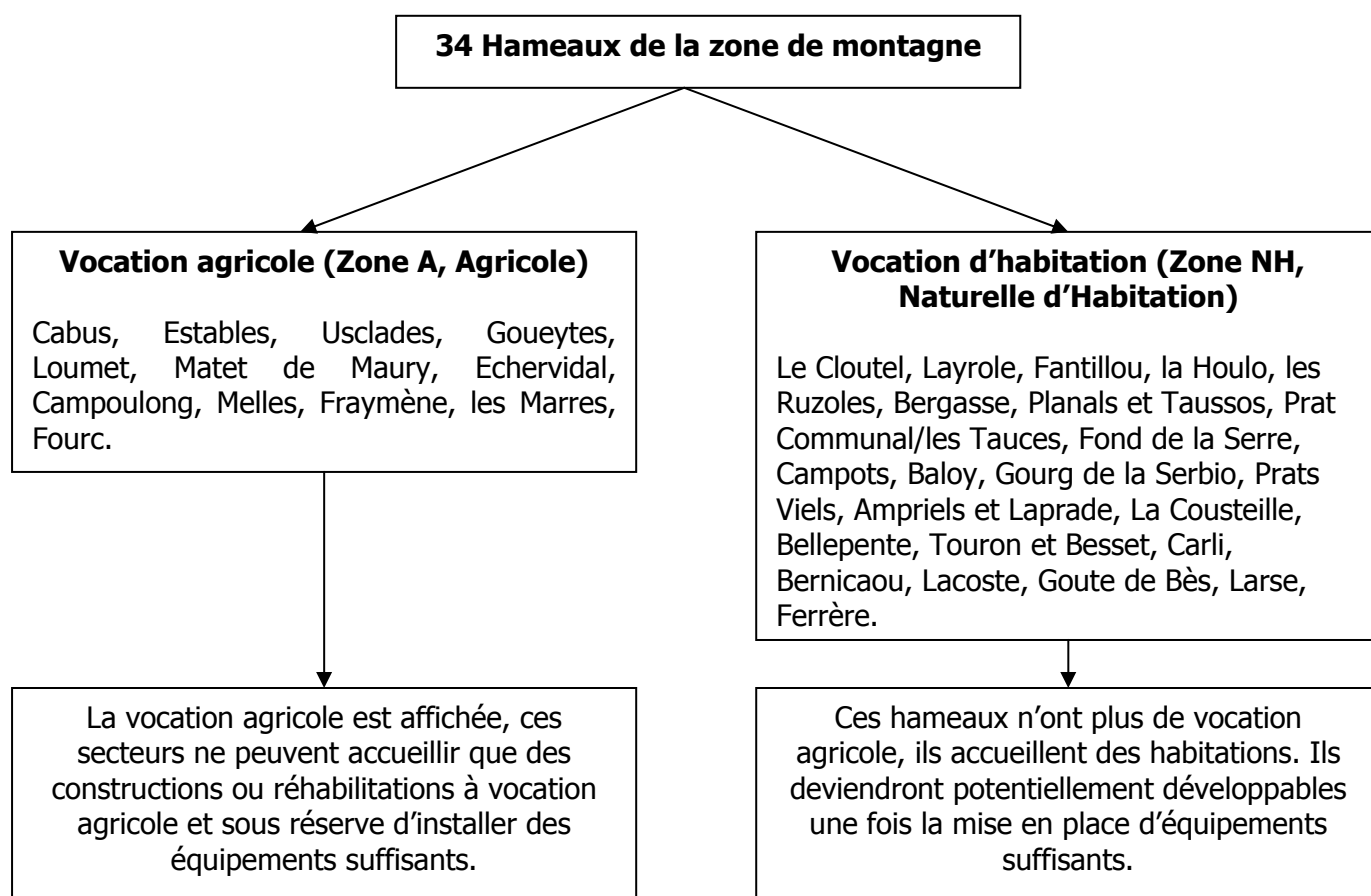 34 Hameaux de la zone de montagne
Vocation agricole (Zone A, Agricole)
Cabus, Estables, Usclades, Goueytes,
Loumet, Matet de Maury, Echervidal,
Campoulong, Melles, Fraymène, les Marres,
Fourc.
Vocation d’habitation (Zone NH,
Naturelle d’Habitation)
Le Cloutel, Layrole, Fantillou, la Houlo, les
Ruzoles, Bergasse, Planals et Taussos, Prat
Communal/les Tauces, Fond de la Serre,
Campots, Baloy, Gourg de la Serbio, Prats
Viels, Ampriels et Laprade, La Cousteille,
Bellepente, Touron et Besset, Carli,
Bernicaou, Lacoste, Goute de Bès, Larse,
Ferrère.
La vocation agricole est affichée, ces
secteurs ne peuvent accueillir que des
constructions ou réhabilitations à vocation
agricole et sous réserve d’installer des
équipements suffisants.
Ces hameaux n’ont plus de vocation
agricole, ils accueillent des habitations. Ils
deviendront potentiellement développables
une fois la mise en place d’équipements
suffisants.